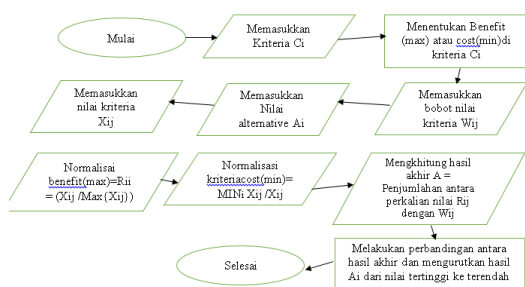 Mulai
Memasukkan
Kriteria Ci
Menentukan Benefit
(max) atau cost(min)di
kriteria Ci
Memasukkan
bobot nilai
kriteria Wij
Memasukkan
Nilai
alternative Ai
Memasukkan
nilai kriteria
Xij
Normalisai
benefit(max)=Rii
= (Xij /Max (Xij))
Normalisasi
kriteriacost(min)=
MINi Xij /Xij
Mengkhitung hasil
akhir A =
Penjumlahan antara
perkalian nilai Rij
dengan Wij
Melakukan perbandingan antara
hasil akhir dan mengurutkan hasil
Ai dari nilai tertinggi ke terendah
Selesai